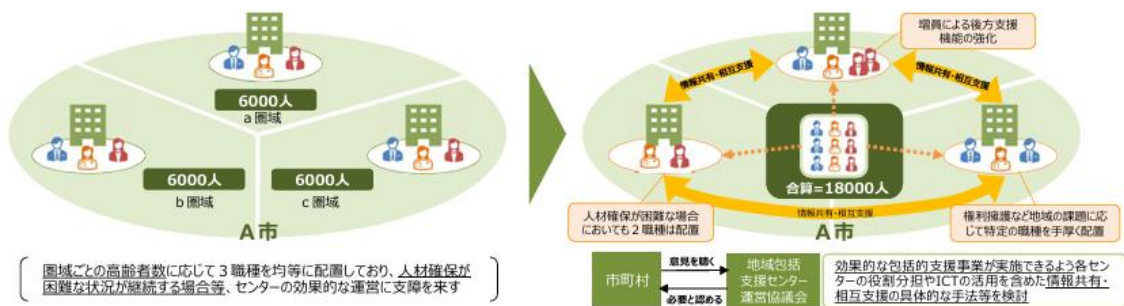 6000人
a 圏域
6000人
b 圏域
6000人
c 圏域
A市
圏域ごとの高齢者数に応じて３職種を均等に配置しており、人材確保が
困難な状況が継続する場合等、センターの効果的な運営に支障を来す
増員による後方支援
機能の強化
情報共有・相互支援
情報共有・相互支援
合算=18000人
人材確保が困難な場合
においても２職種は配置
情報共有・相互支援
A市
権利擁護など地域の課題に応
じて特定の職種を手厚く配置
市町村
意見を聴く
必要と認める
地域包括
支援センター
運営協議会
効果的な包括的支援事業が実施できるよう各セン
ターの役割分担やICTの活用を含めた情報共有・
相互支援の具体的な手法等を検討